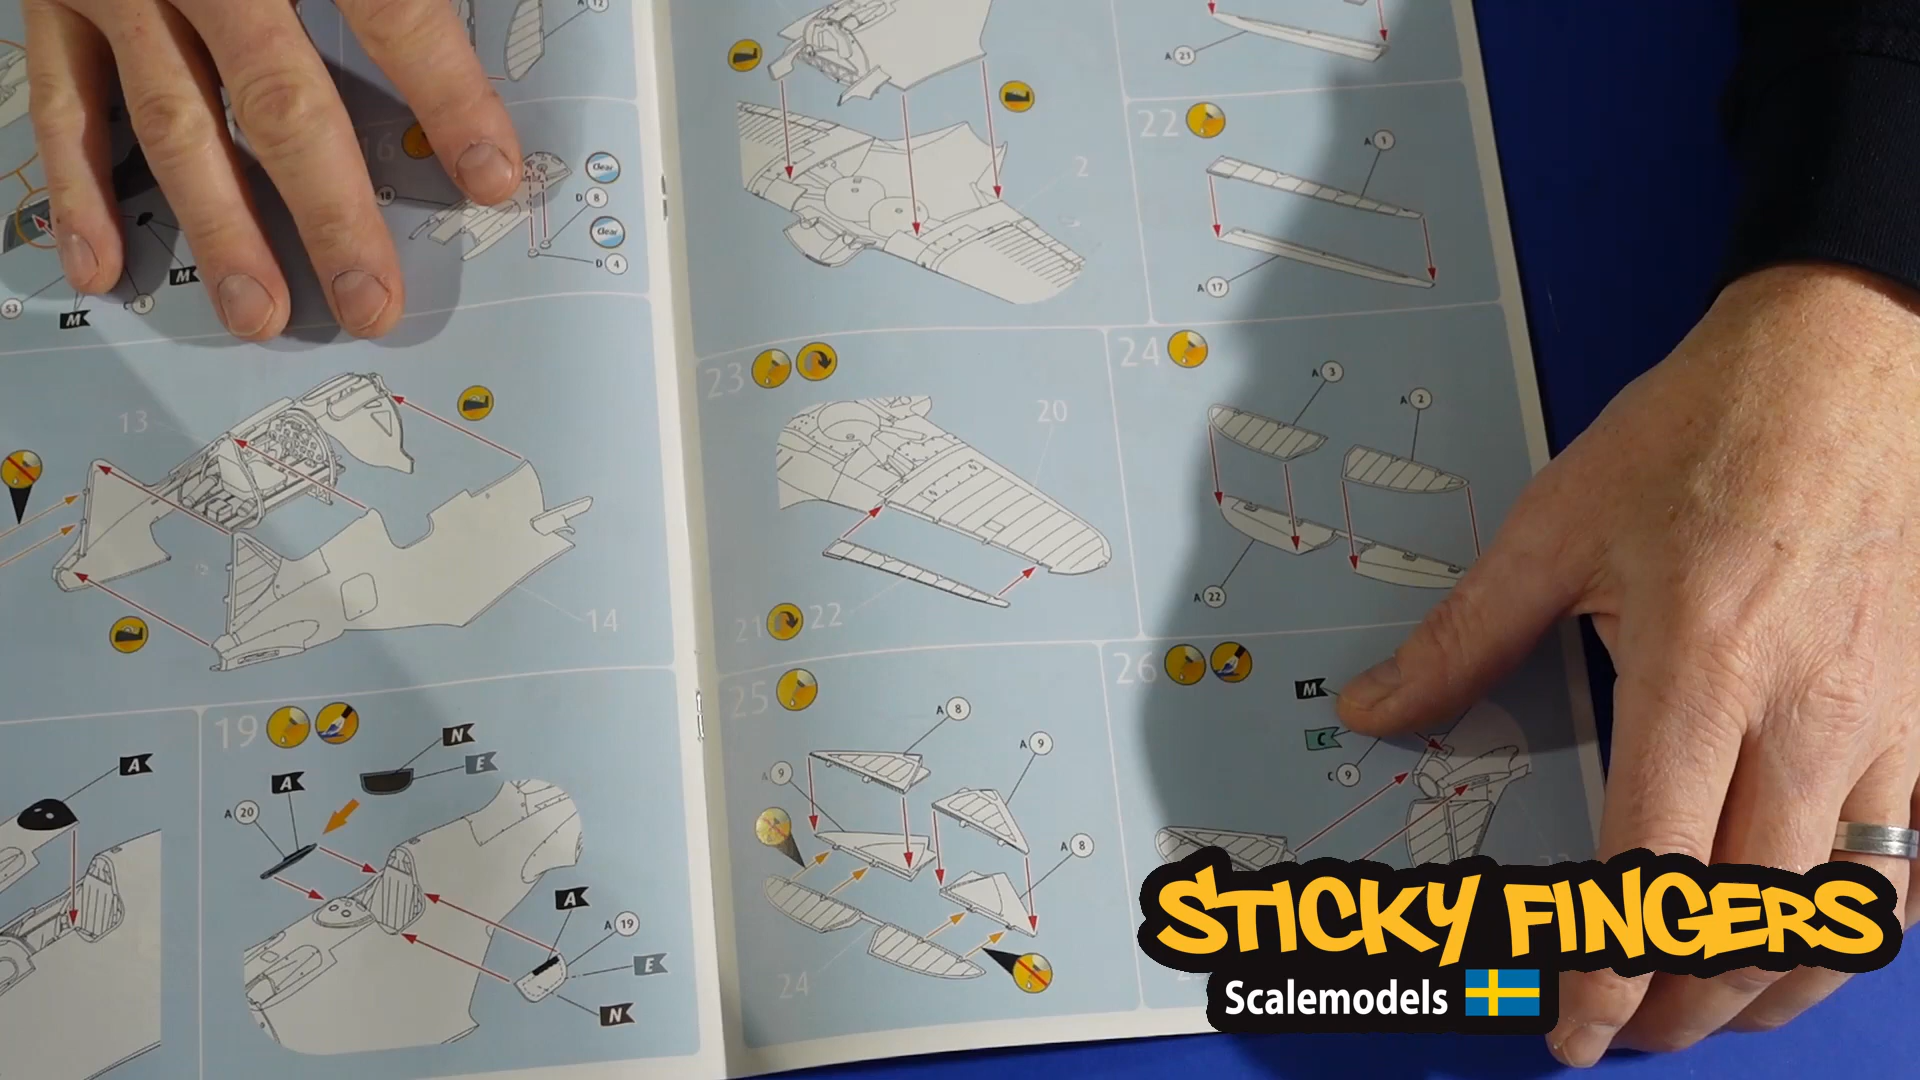 A 12
16
18
Clear
D 8
Clear
D 4
53
M
C 8
M
13
14
19
A
N
E
A
A 20
A
A 19
E
N
2
A 23
22
A 1
A 17
23
20
21 22
24
A 3
A 2
A 22
25
A 8
A 9
A 9
A 8
24
26
M
C
C 9
STICKY FINGERS
Scalemodels